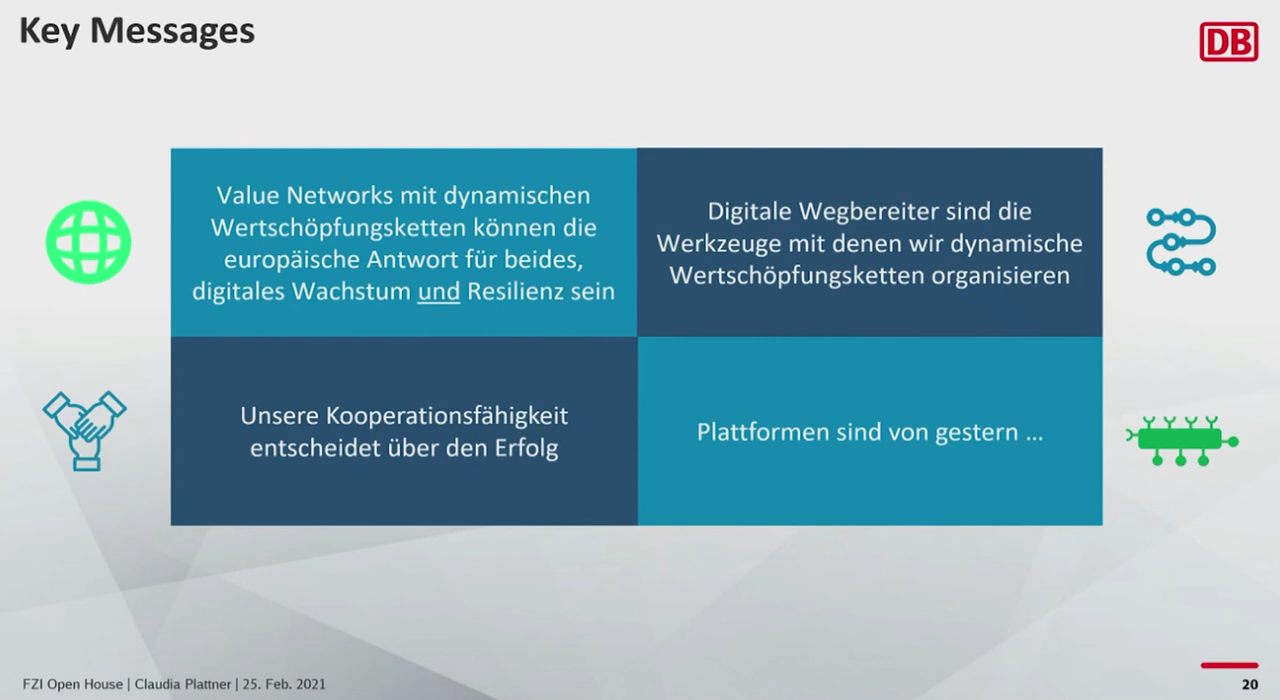 Key Messages
DB
Value Networks mit dynamischen
Wertschöpfungsketten können die
europäische Antwort für beides,
digitales Wachstum und Resilienz sein
Digitale Wegbereiter sind die
Werkzeuge mit denen wir dynamische
Wertschöpfungsketten organisieren
Unsere Kooperationsfähigkeit
entscheidet über den Erfolg
Plattformen sind von gestern ...
FZI Open House | Claudia Plattner | 25. Feb. 2021
20